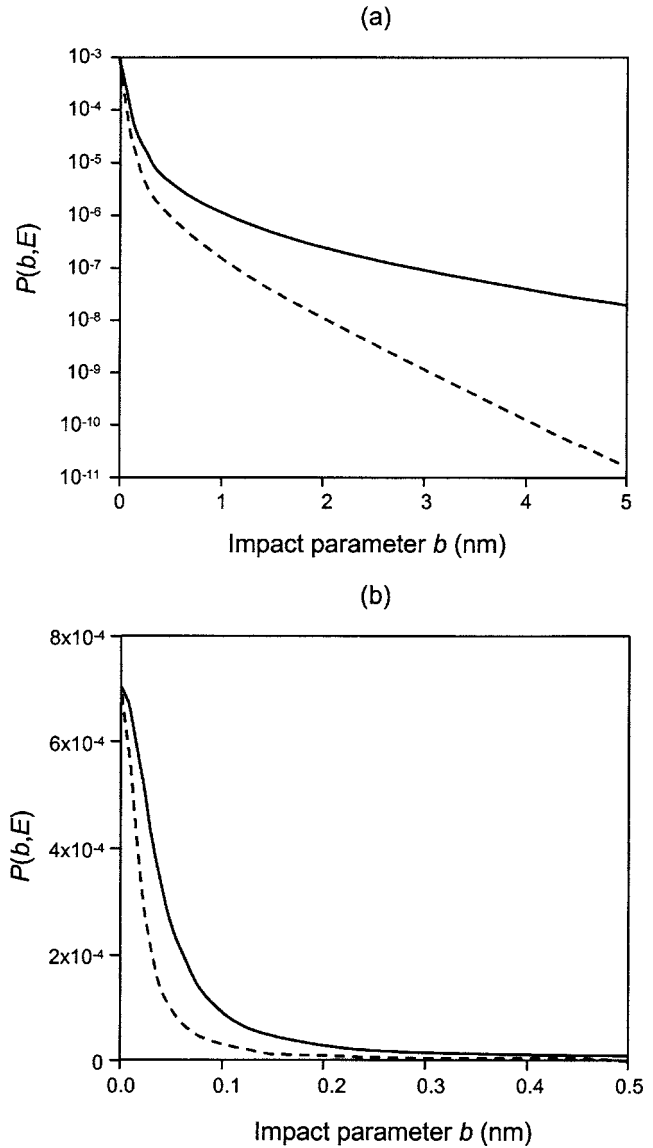 (a)
10⁻³
10⁻⁴
10⁻⁵
10⁻⁶
10⁻⁷
10⁻⁸
10⁻⁹
10⁻¹⁰
10⁻¹¹
P(b,E)
0 1 2 3 4 5
Impact parameter b (nm)
(b)
8x10⁻⁴
6x10⁻⁴
4x10⁻⁴
2x10⁻⁴
0
P(b,E)
0.0 0.1 0.2 0.3 0.4 0.5
Impact parameter b (nm)